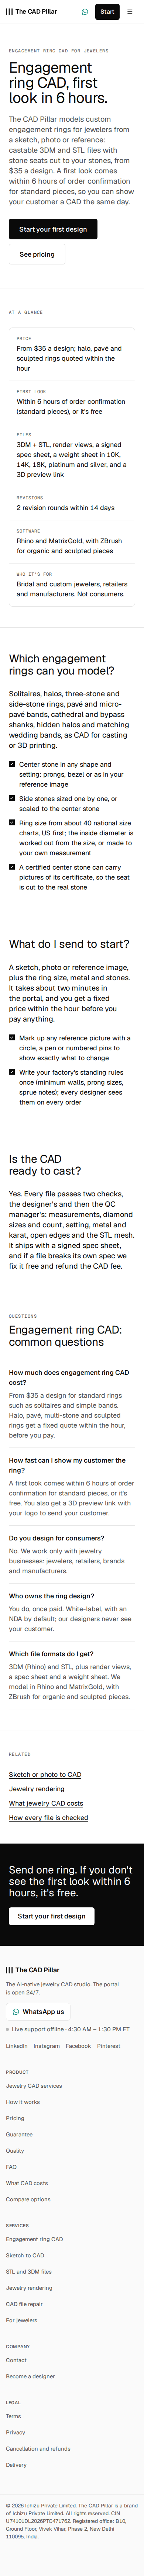 The CAD Pillar
Start
ENGAGEMENT RING CAD FOR JEWELERS
Engagement
ring CAD, first
look in 6 hours.
The CAD Pillar models custom
engagement rings for jewelers from
a sketch, photo or reference:
castable 3DM and STL files with
stone seats cut to your stones, from
$35 a design. A first look comes
within 6 hours of order confirmation
for standard pieces, so you can show
your customer a CAD the same day.
Start your first design
See pricing
AT A GLANCE
PRICE
From $35 a design; halo, pavé and
sculpted rings quoted within the
hour
FIRST LOOK
Within 6 hours of order confirmation
(standard pieces), or it's free
FILES
3DM + STL, render views, a signed
spec sheet, a weight sheet in 10K,
14K, 18K, platinum and silver, and a
3D preview link
REVISIONS
2 revision rounds within 14 days
SOFTWARE
Rhino and MatrixGold, with ZBrush
for organic and sculpted pieces
WHO IT'S FOR
Bridal and custom jewelers, retailers
and manufacturers. Not consumers.
Which engagement
rings can you model?
Solitaires, halos, three-stone and
side-stone rings, pavé and micro-
pavé bands, cathedral and bypass
shanks, hidden halos and matching
wedding bands, as CAD for casting
or 3D printing.
Center stone in any shape and
setting: prongs, bezel or as in your
reference image
Side stones sized one by one, or
scaled to the center stone
Ring size from about 40 national size
charts, US first; the inside diameter is
worked out from the size, or made to
your own measurement
A certified center stone can carry
pictures of its certificate, so the seat
is cut to the real stone
What do I send to start?
A sketch, photo or reference image,
the ring size, metal and stones.
It takes about two minutes in
the portal, and you get a fixed
price within the hour before you
pay anything.
Mark up any reference picture with a
circle, a pen or numbered pins to
show exactly what to change
Write your factory's standing rules
once (minimum walls, prong sizes,
sprue notes); every designer sees
them on every order
Is the CAD
ready to cast?
Yes. Every file passes two checks,
the designer's and then the QC
manager's: measurements, diamond
sizes and count, setting, metal and
karat, open edges and the STL mesh.
It ships with a signed spec sheet,
and if a file breaks its own spec we
fix it free and refund the CAD fee.
QUESTIONS
Engagement ring CAD:
common questions
How much does engagement ring CAD
cost?
From $35 a design for standard rings
such as solitaires and simple bands.
Halo, pavé, multi-stone and sculpted
rings get a fixed quote within the hour,
before you pay.
How fast can I show my customer the
ring?
A first look comes within 6 hours of order
confirmation for standard pieces, or it's
free. You also get a 3D preview link with
your logo to send your customer.
Do you design for consumers?
No. We work only with jewelry
businesses: jewelers, retailers, brands
and manufacturers.
Who owns the ring design?
You do, once paid. White-label, with an
NDA by default; our designers never see
your customer.
Which file formats do I get?
3DM (Rhino) and STL, plus render views,
a spec sheet and a weight sheet. We
model in Rhino and MatrixGold, with
ZBrush for organic and sculpted pieces.
RELATED
Sketch or photo to CAD
Jewelry rendering
What jewelry CAD costs
How every file is checked
Send one ring. If you don't
see the first look within 6
hours, it's free.
Start your first design
The CAD Pillar
The AI-native jewelry CAD studio. The portal
is open 24/7.
WhatsApp us
Live support offline · 4:30 AM – 1:30 PM ET
LinkedIn Instagram Facebook Pinterest
PRODUCT
Jewelry CAD services
How it works
Pricing
Guarantee
Quality
FAQ
What CAD costs
Compare options
SERVICES
Engagement ring CAD
Sketch to CAD
STL and 3DM files
Jewelry rendering
CAD file repair
For jewelers
COMPANY
Contact
Become a designer
LEGAL
Terms
Privacy
Cancellation and refunds
Delivery
© 2026 Ichizu Private Limited. The CAD Pillar is a brand
of Ichizu Private Limited. All rights reserved. CIN
U74101DL2026PTC471762. Registered office: B10,
Ground Floor, Vivek Vihar, Phase 2, New Delhi
110095, India.